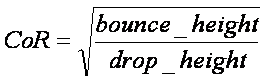 CoR = √(bounce_height / drop_height)